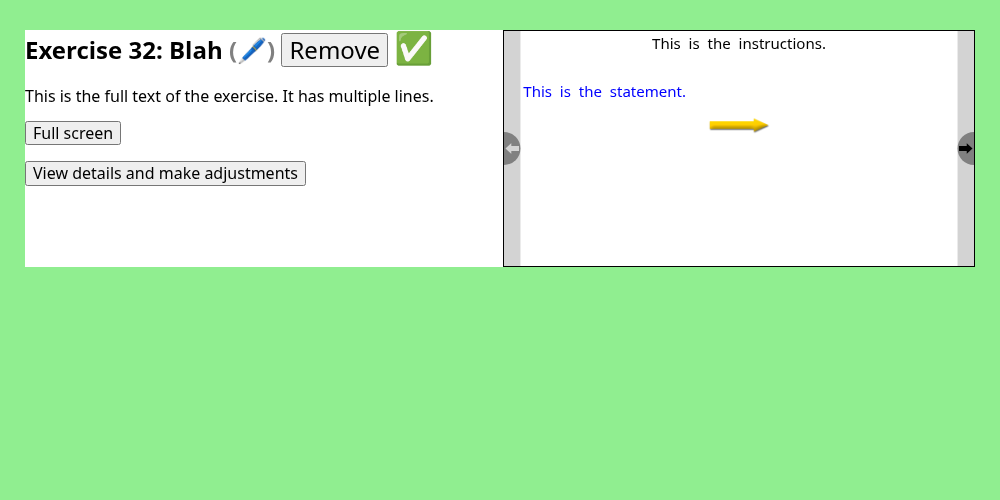 Exercise 32: Blah (🖊️) Remove ✅
This is the full text of the exercise. It has multiple lines.
Full screen
View details and make adjustments
This is the instructions.
This is the statement.